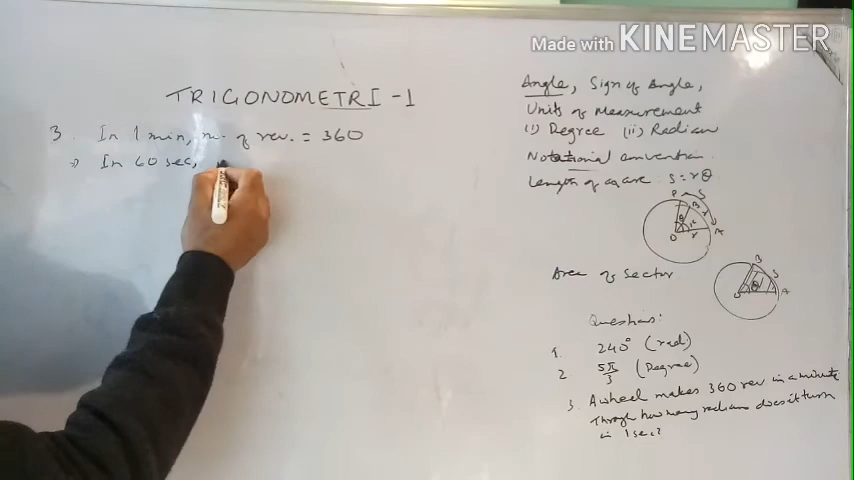 Made with KINEMASTER
TRIGONOMETRI-1
3. In 1 min, no. of rev. = 360
⇒ In 60 sec,
Angle, Sign of Angle,
Units of Measurement
(i) Degree (ii) Radian
Notational convention
Length of an arc S = rθ
P S
B
θ
O r A
Area of Sector
B
S
O θ A
Questions:
1. 240° (rad)
2 5π/3 (Degree)
3. A wheel makes 360 rev in a minute
Through how many radians does it turn
in 1 sec?